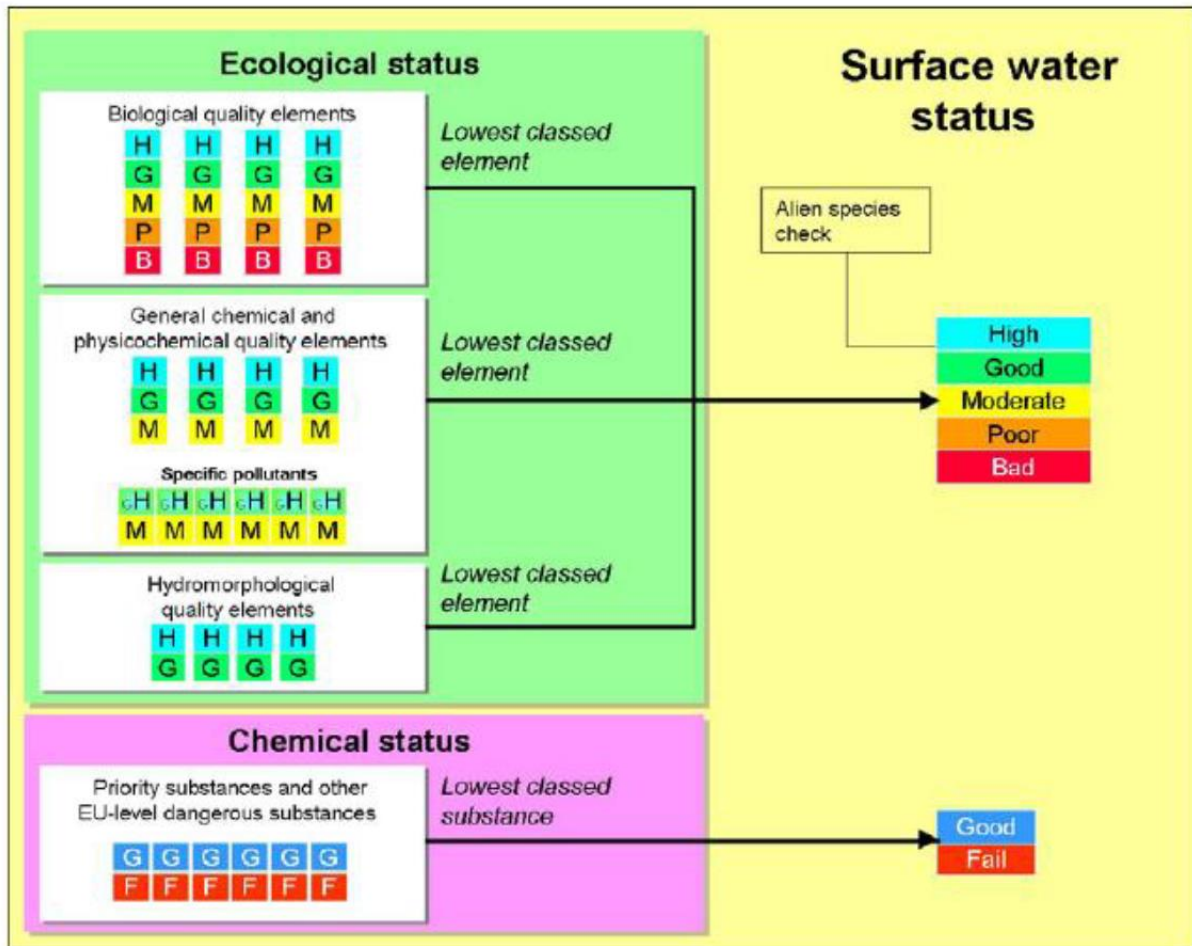 Ecological status
Biological quality elements
H H H H
G G G G
M M M M
P P P P
B B B B
Lowest classed
element
General chemical and
physicochemical quality elements
H H H H
G G G G
M M M M
Lowest classed
element
Specific pollutants
GH GH GH GH GH GH
M M M M M M
Hydromorphological
quality elements
H H H H
G G G G
Lowest classed
element
Surface water
status
Alien species
check
High
Good
Moderate
Poor
Bad
Chemical status
Priority substances and other
EU-level dangerous substances
G G G G G G
F F F F F F
Lowest classed
substance
Good
Fail